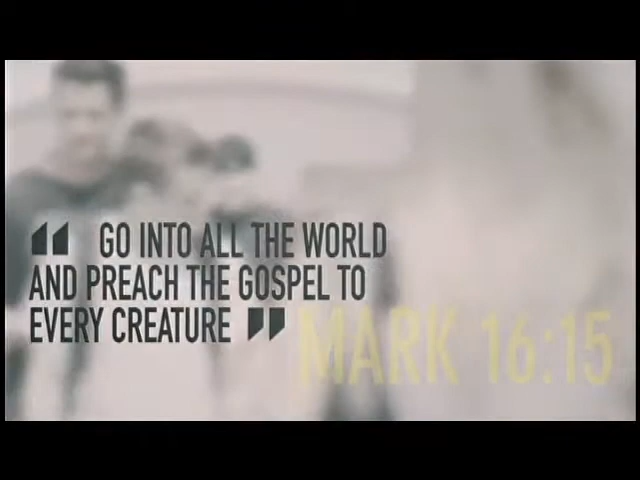 “ GO INTO ALL THE WORLD
AND PREACH THE GOSPEL TO
EVERY CREATURE ”
MARK 16:15